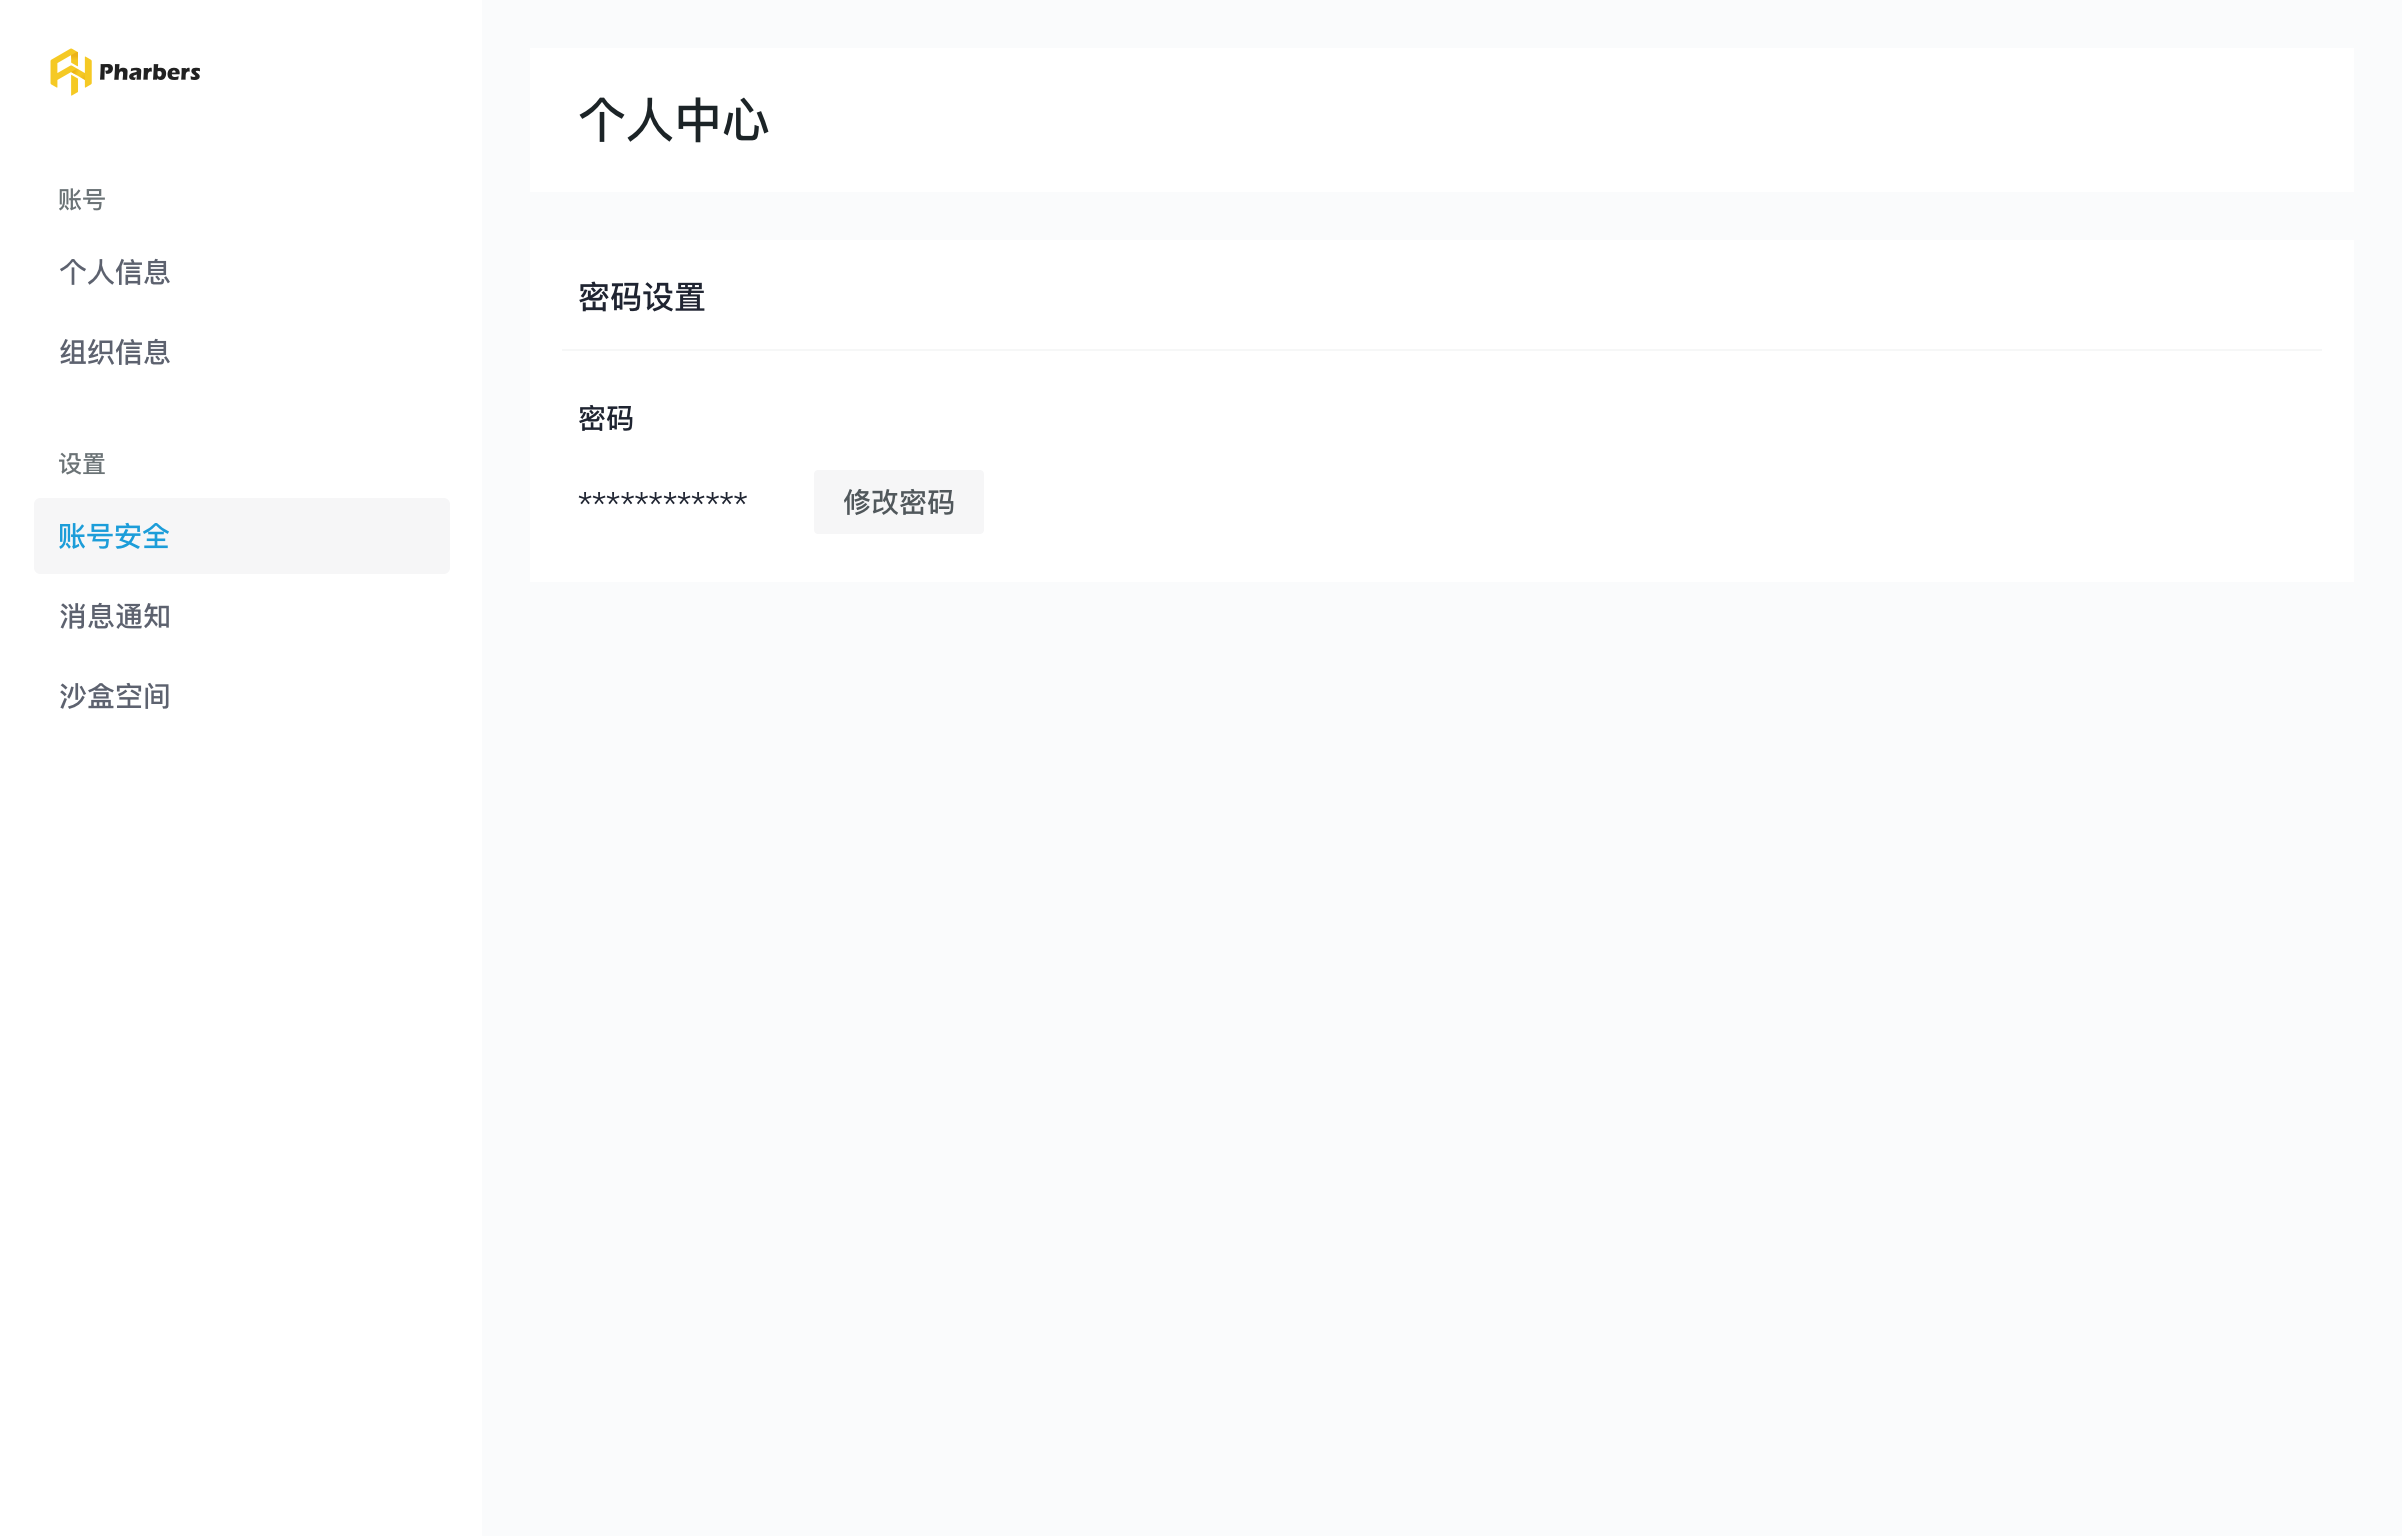 Pharbers
账号
个人信息
组织信息
设置
账号安全
消息通知
沙盒空间
个人中心
密码设置
密码
************
修改密码